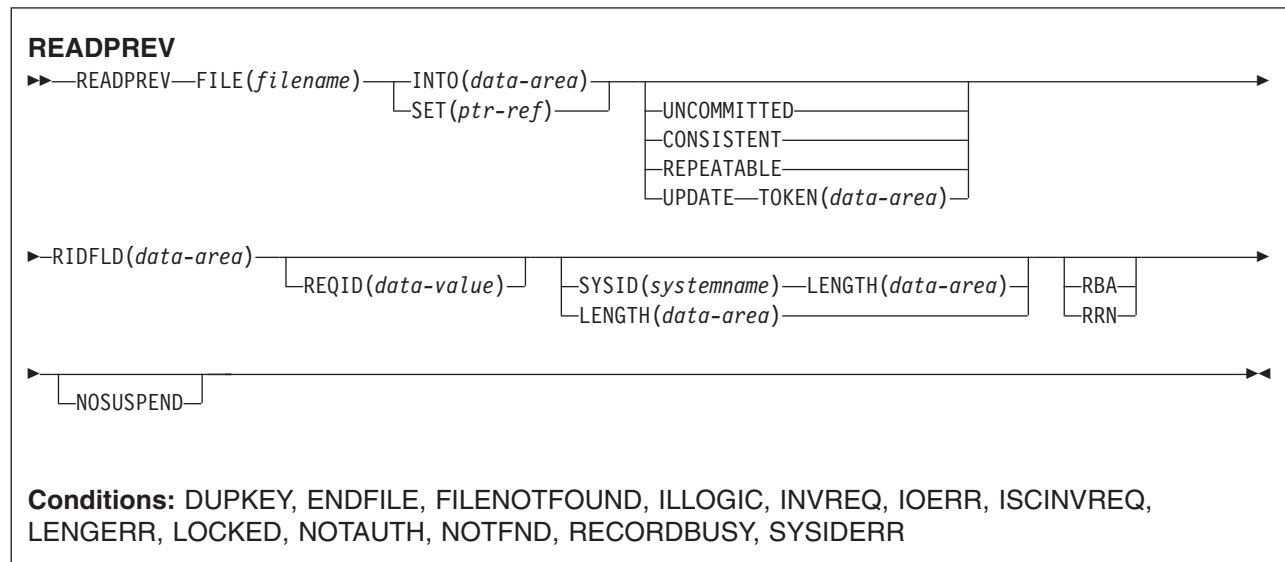 READPREV
READPREV FILE(filename) INTO(data-area)
SET(ptr-ref) UNCOMMITTED
CONSISTENT
REPEATABLE
UPDATE TOKEN(data-area)
RIDFLD(data-area)
REQID(data-value) SYSID(systemname) LENGTH(data-area) RBA
LENGTH(data-area) RRN
NOSUSPEND
Conditions: DUPKEY, ENDFILE, FILENOTFOUND, ILLOGIC, INVREQ, IOERR, ISCINVREQ,
LENGERR, LOCKED, NOTAUTH, NOTFND, RECORDBUSY, SYSIDERR